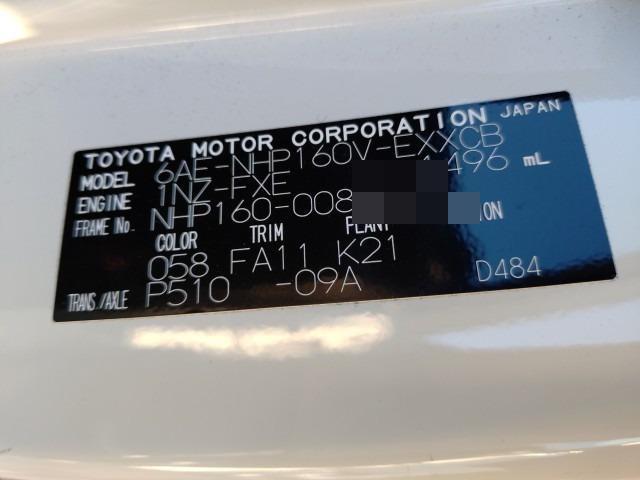 TOYOTA MOTOR CORPORATION JAPAN
MODEL 6AE-NHP160V-EXXCB
ENGINE 1NZ-FXE 1496 mL
FRAME No. NHP160-008
COLOR TRIM PLANT
058 FA11 K21
TRANS./AXLE P510 -09A D484